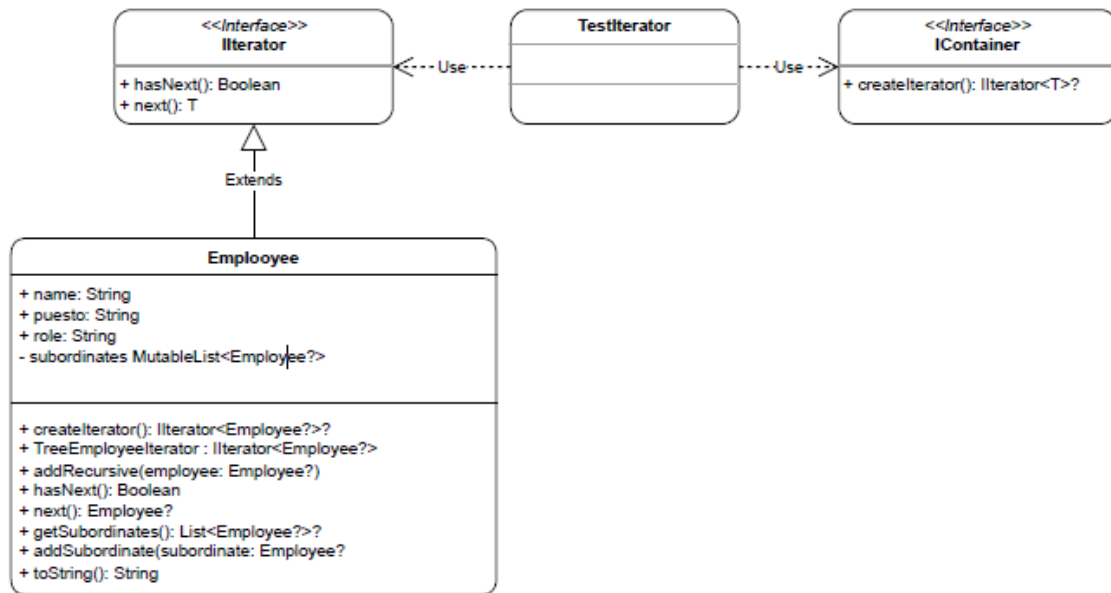 <<Interface>>
IIterator
+ hasNext(): Boolean
+ next(): T
Use
TestIterator
Use
<<Interface>>
IContainer
+ createIterator(): IIterator<T>?
Extends
Emplooyee
+ name: String
+ puesto: String
+ role: String
- subordinates MutableList<Employee?>
+ createIterator(): IIterator<Employee?>?
+ TreeEmployeeIterator : IIterator<Employee?>
+ addRecursive(employee: Employee?)
+ hasNext(): Boolean
+ next(): Employee?
+ getSubordinates(): List<Employee?>?
+ addSubordinate(subordinate: Employee?
+ toString(): String